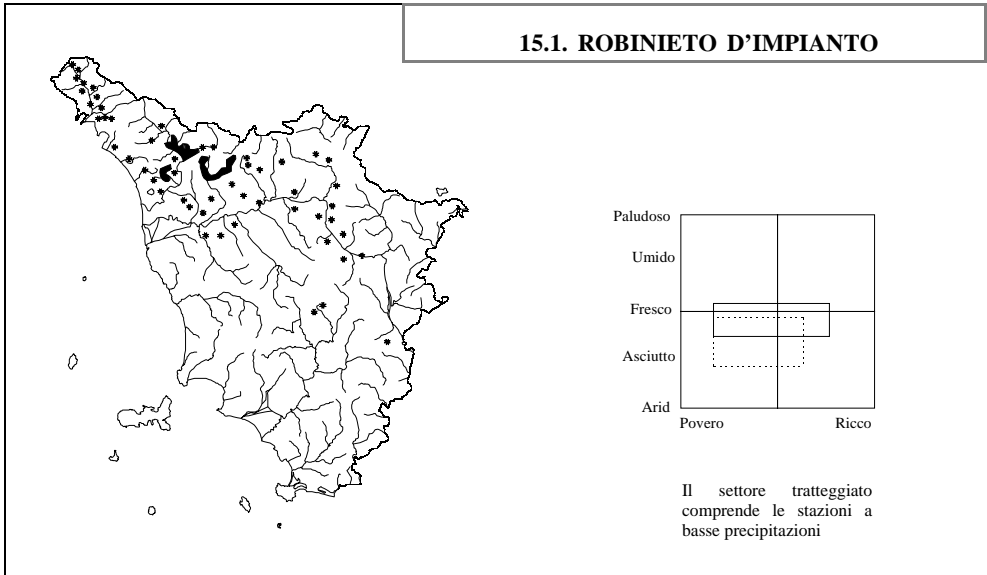 15.1. ROBINIETO D'IMPIANTO
Paludoso
Umido
Fresco
Asciutto
Arid
Povero Ricco
Il settore tratteggiato
comprende le stazioni a
basse precipitazioni